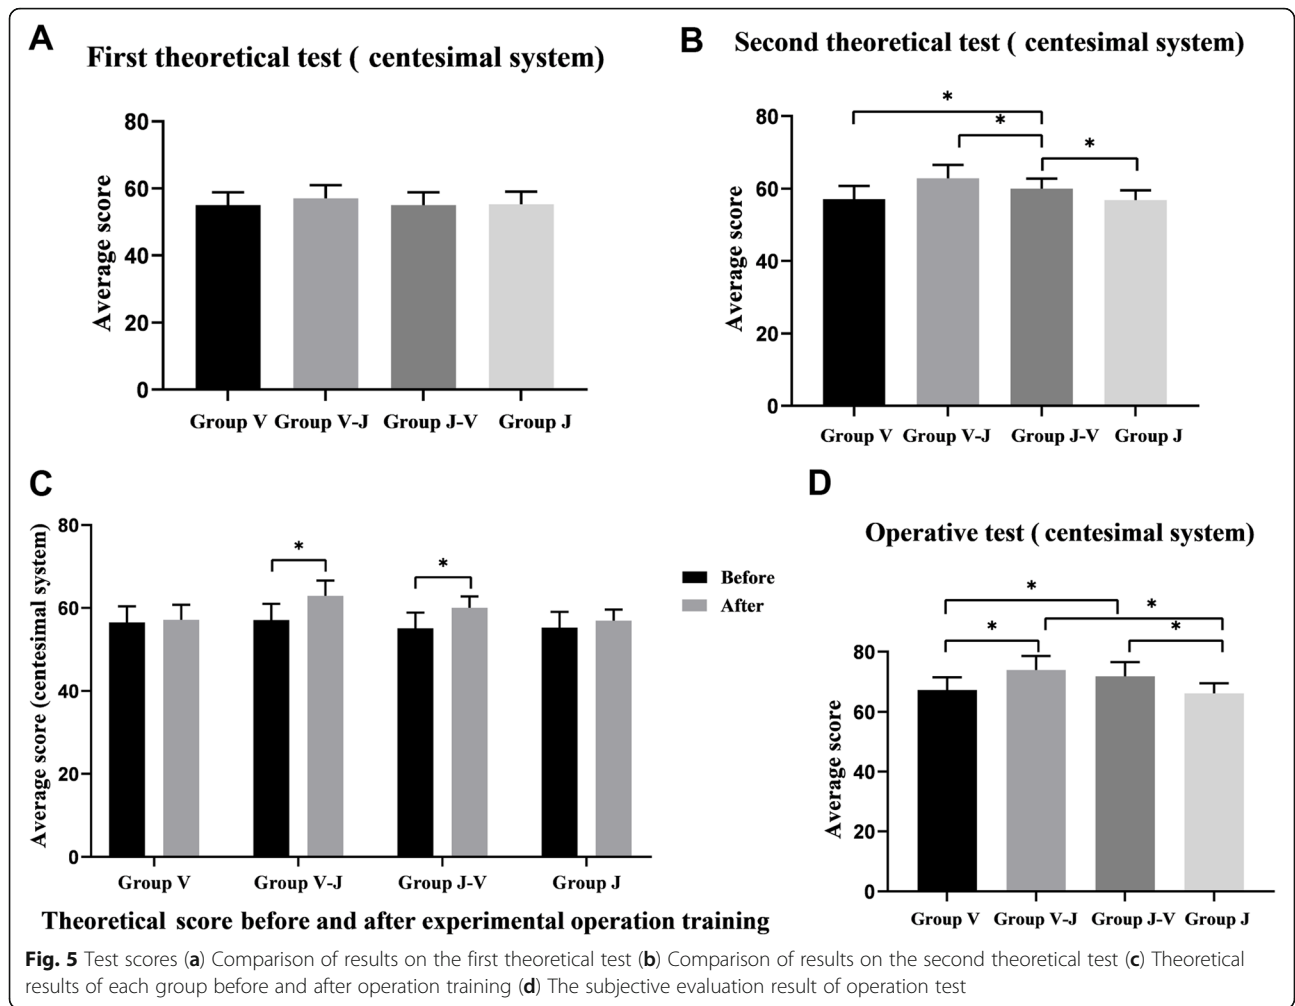 A
First theoretical test ( centesimal system)
Average score
80
60
40
20
0
Group V Group V-J Group J-V Group J
B
Second theoretical test ( centesimal system)
Average score
80
60
40
20
0
* * *
Group V Group V-J Group J-V Group J
C
Average score (centesimal system)
80
60
40
20
0
* *
Before
After
Group V Group V-J Group J-V Group J
Theoretical score before and after experimental operation training
D
Operative test ( centesimal system)
Average score
80
60
40
20
0
* * * *
Group V Group V-J Group J-V Group J
Fig. 5 Test scores (a) Comparison of results on the first theoretical test (b) Comparison of results on the second theoretical test (c) Theoretical
results of each group before and after operation training (d) The subjective evaluation result of operation test